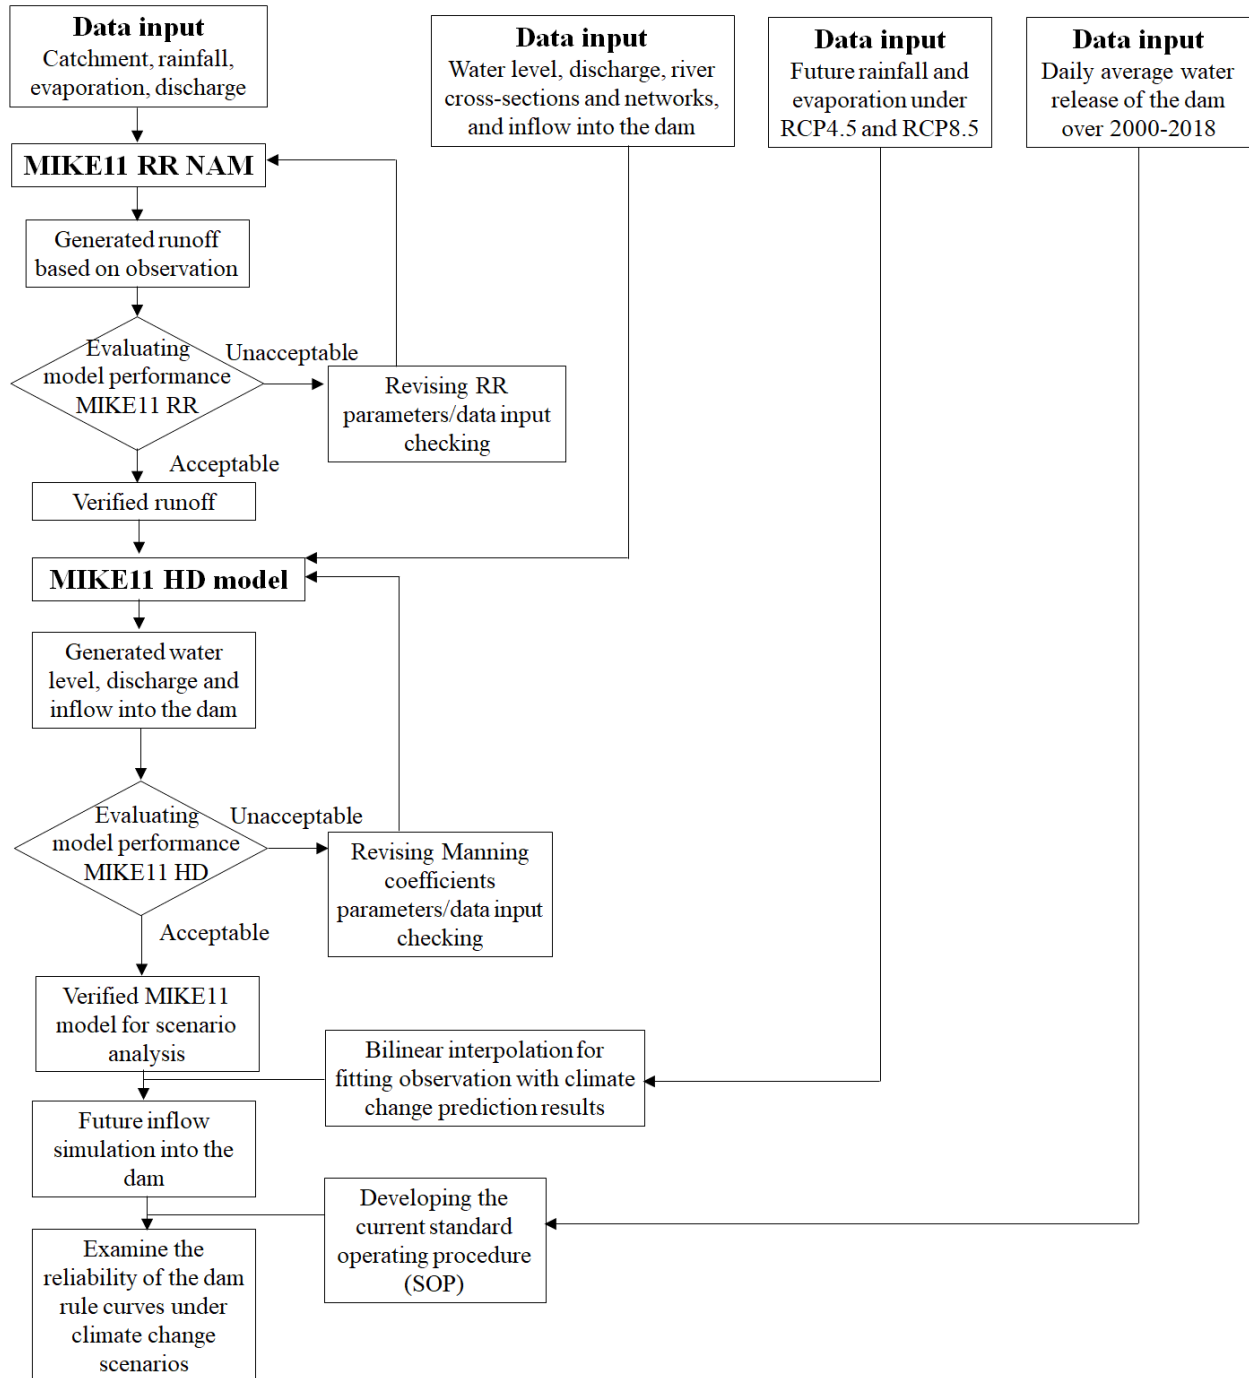 Data input
Catchment, rainfall,
evaporation, discharge
Data input
Water level, discharge, river
cross-sections and networks,
and inflow into the dam
Data input
Future rainfall and
evaporation under
RCP4.5 and RCP8.5
Data input
Daily average water
release of the dam
over 2000-2018
MIKE11 RR NAM
Generated runoff
based on observation
Evaluating
model performance
MIKE11 RR
Unacceptable
Revising RR
parameters/data input
checking
Acceptable
Verified runoff
MIKE11 HD model
Generated water
level, discharge and
inflow into the dam
Evaluating
model performance
MIKE11 HD
Unacceptable
Revising Manning
coefficients
parameters/data input
checking
Acceptable
Verified MIKE11
model for scenario
analysis
Bilinear interpolation for
fitting observation with climate
change prediction results
Future inflow
simulation into the
dam
Developing the
current standard
operating procedure
(SOP)
Examine the
reliability of the dam
rule curves under
climate change
scenarios